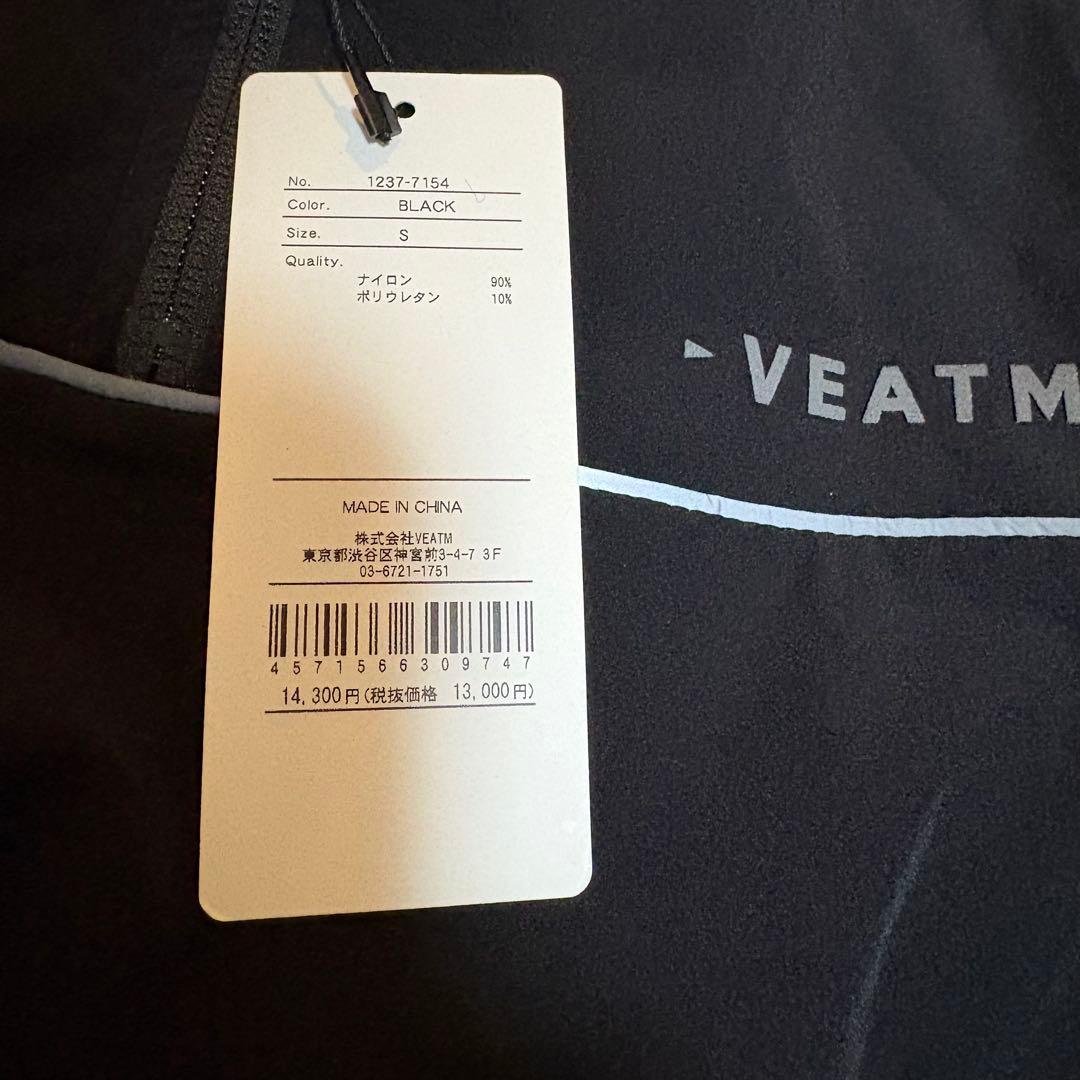 No. 1237-7154
Color. BLACK
Size. S
Quality.
ナイロン 90%
ポリウレタン 10%
VEATM
MADE IN CHINA
株式会社VEATM
東京都渋谷区神宮前3-4-7 3F
03-6721-1751
4571566309747
14,300円(税抜価格 13,000円)